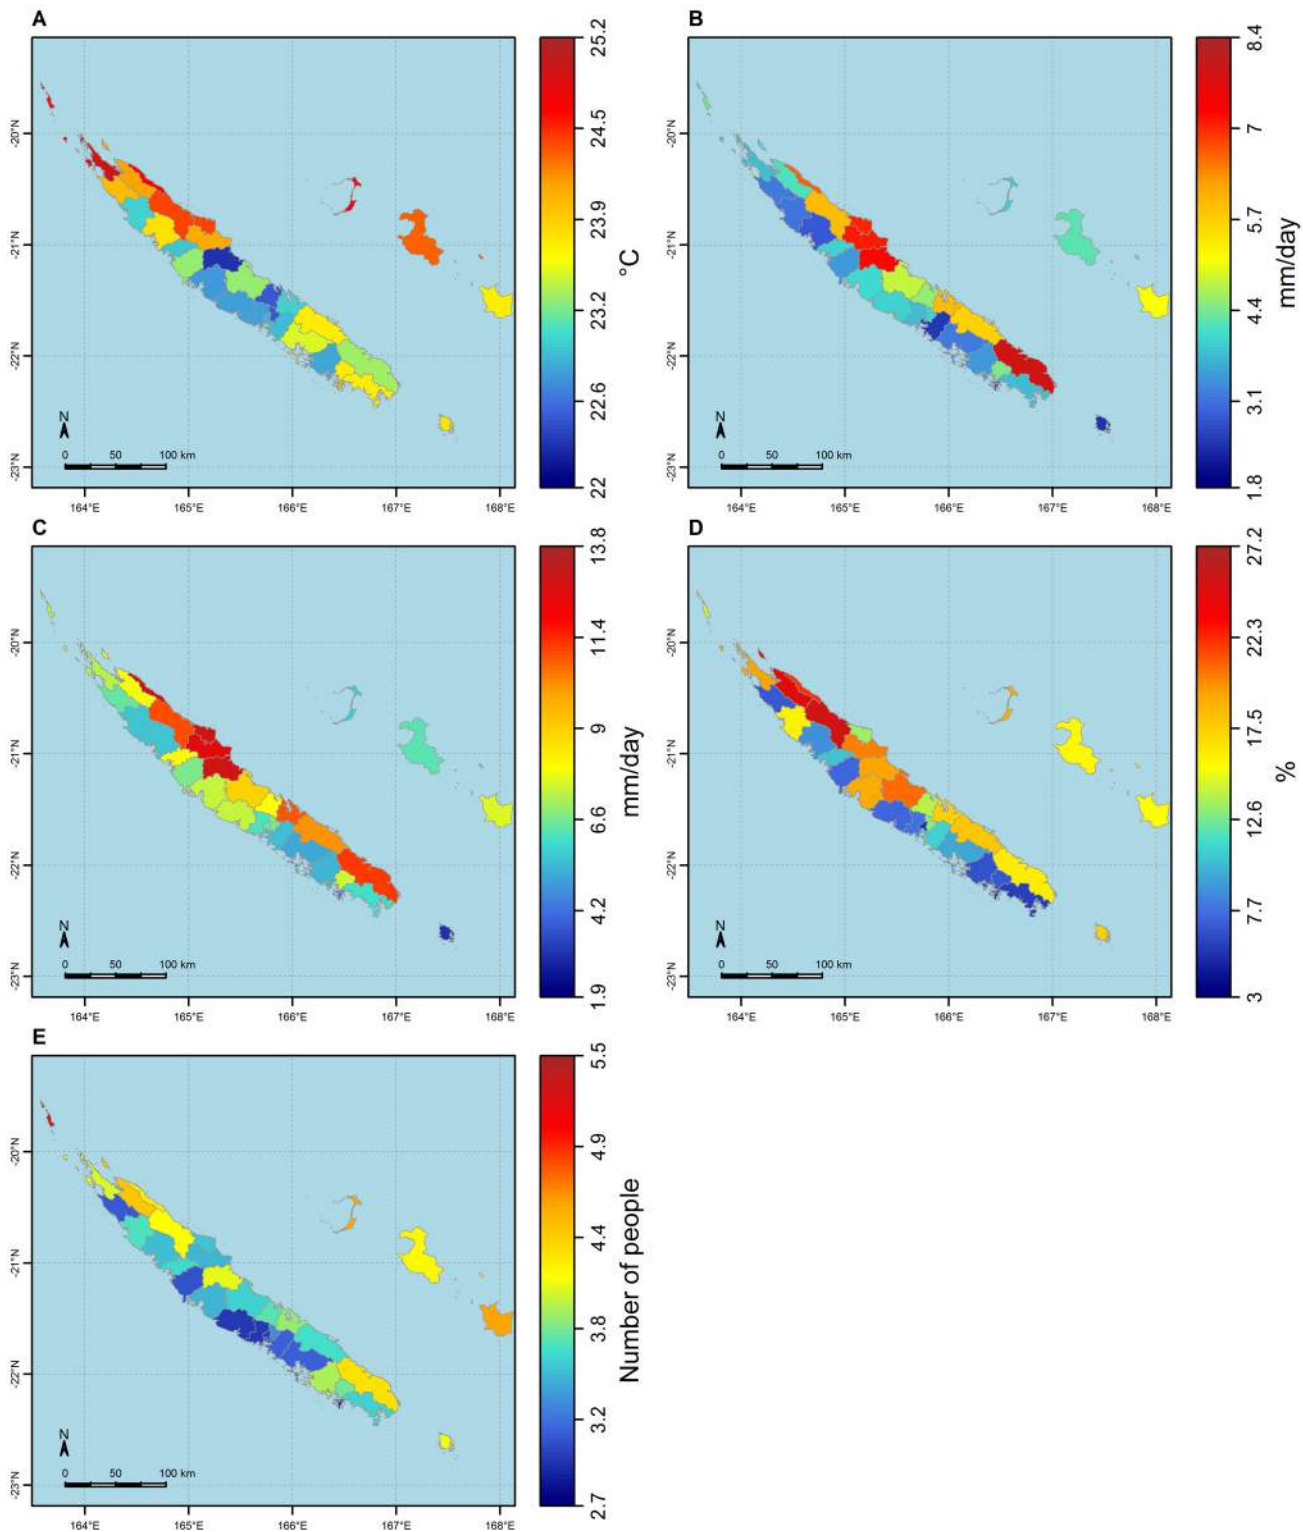 A
25.2
24.5
23.9
23.2
22.6
22
°C
-20°N
-21°N
-22°N
-23°N
N
0 50 100 km
164°E 165°E 166°E 167°E 168°E
B
8.4
7
5.7
4.4
3.1
1.8
mm/day
-20°N
-21°N
-22°N
-23°N
N
0 50 100 km
164°E 165°E 166°E 167°E 168°E
C
13.8
11.4
9
6.6
4.2
1.9
mm/day
-20°N
-21°N
-22°N
-23°N
N
0 50 100 km
164°E 165°E 166°E 167°E 168°E
D
27.2
22.3
17.5
12.6
7.7
3
%
-20°N
-21°N
-22°N
-23°N
N
0 50 100 km
164°E 165°E 166°E 167°E 168°E
E
5.5
4.9
4.4
3.8
3.2
2.7
Number of people
-20°N
-21°N
-22°N
-23°N
N
0 50 100 km
164°E 165°E 166°E 167°E 168°E